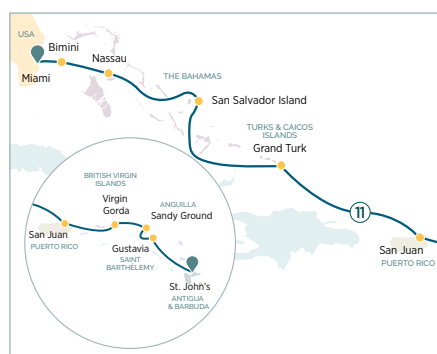 USA
Bimini
Miami
Nassau
THE BAHAMAS
San Salvador Island
TURKS & CAICOS
ISLANDS
Grand Turk
11
San Juan
PUERTO RICO
BRITISH VIRGIN
ISLANDS
Virgin
Gorda
ANGUILLA
Sandy Ground
San Juan
PUERTO RICO
Gustavia
SAINT
BARTHÉLEMY
St. John's
ANTIGUA
& BARBUDA